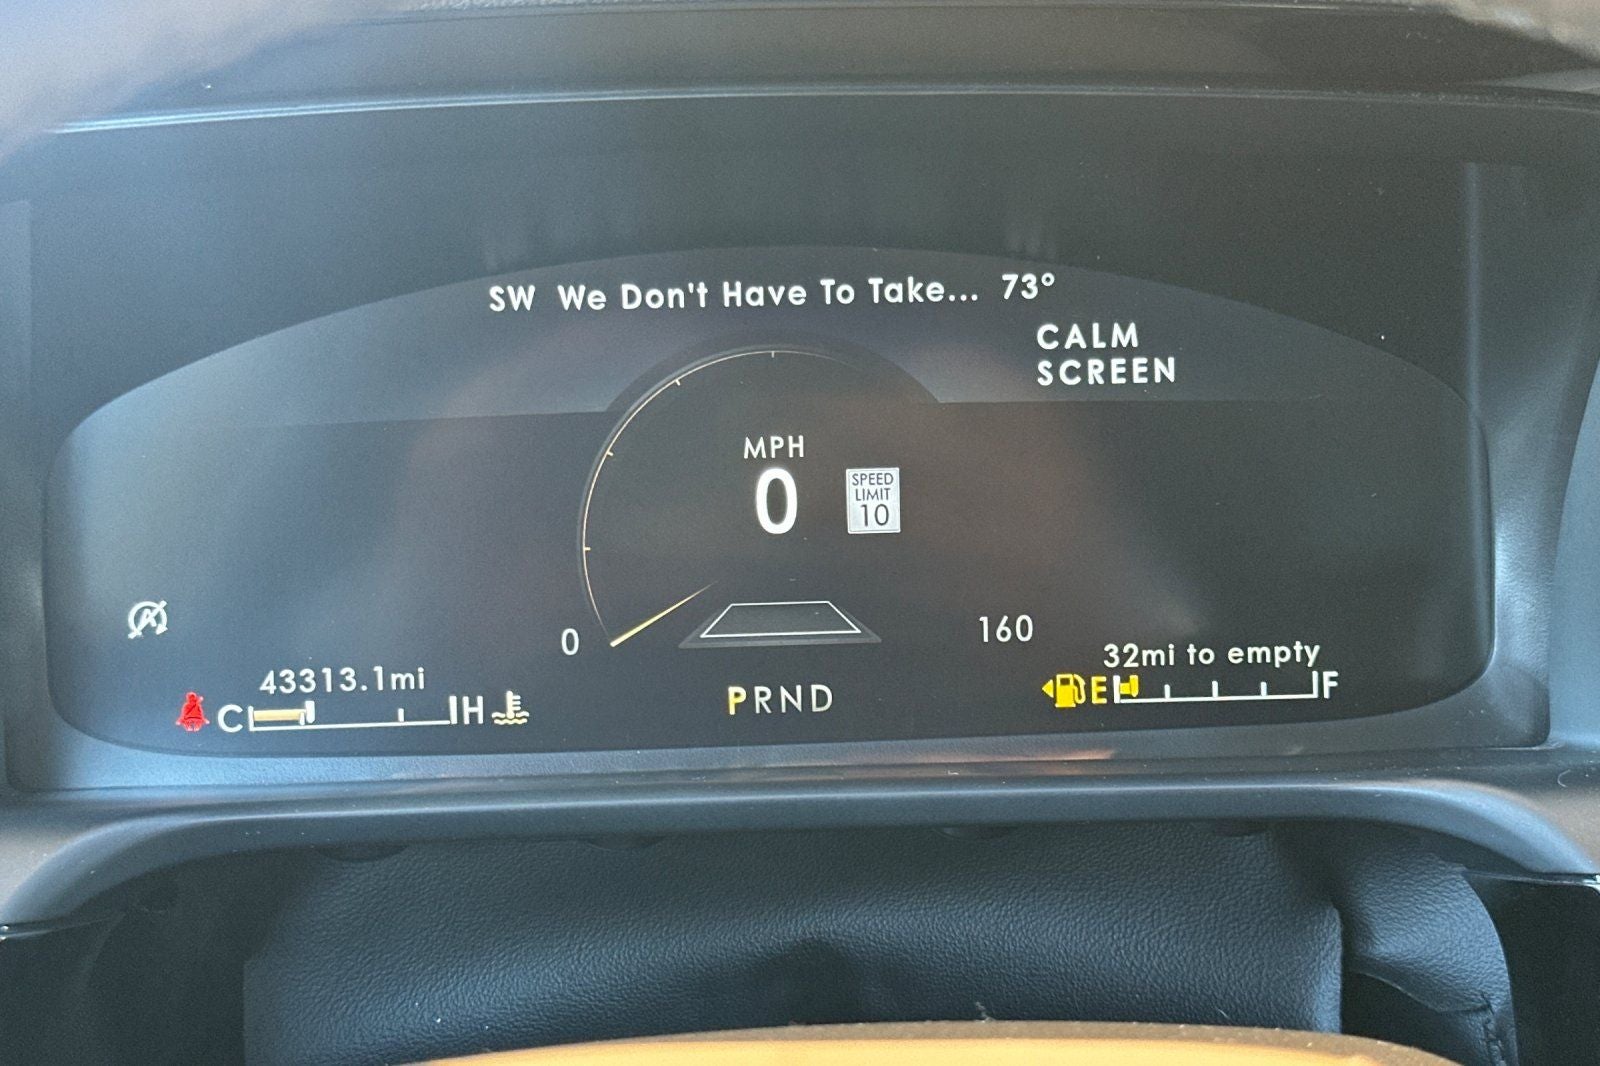 SW We Don't Have To Take... 73°
CALM
SCREEN
MPH
0
SPEED
LIMIT
10
0
160
43313.1mi
32mi to empty
C H
PRND
E F